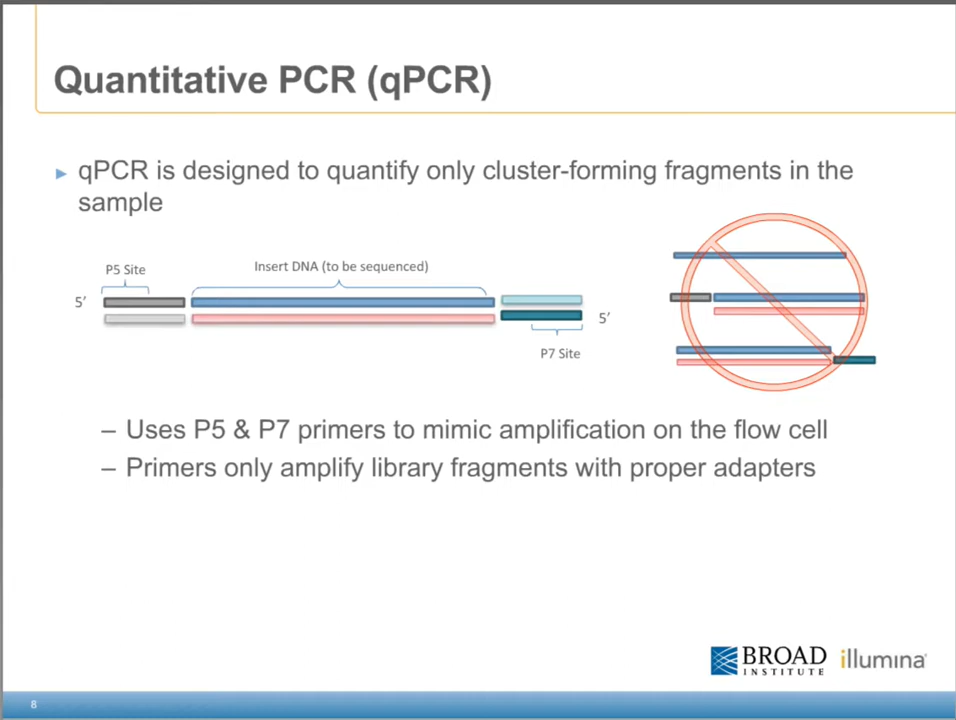 Quantitative PCR (qPCR)
qPCR is designed to quantify only cluster-forming fragments in the
sample
P5 Site
Insert DNA (to be sequenced)
5’
5’
P7 Site
– Uses P5 & P7 primers to mimic amplification on the flow cell
– Primers only amplify library fragments with proper adapters
BROAD
INSTITUTE
illumina
8